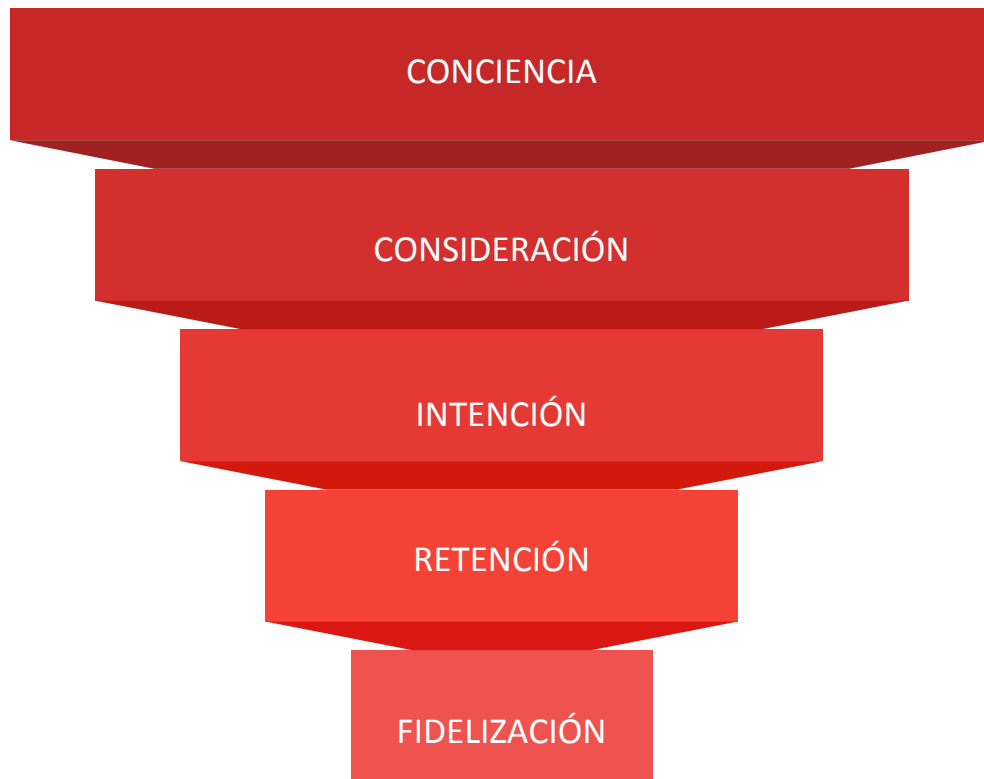 CONCIENCIA
CONSIDERACIÓN
INTENCIÓN
RETENCIÓN
FIDELIZACIÓN